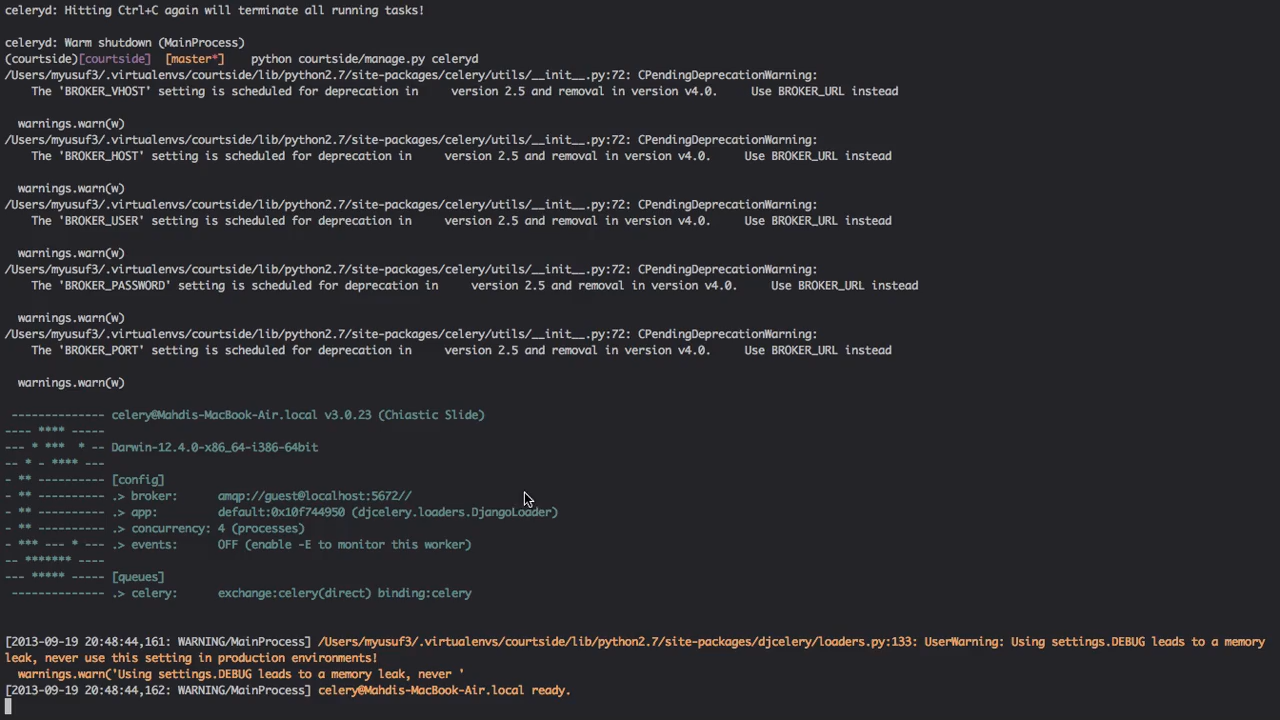 celeryd: Hitting Ctrl+C again will terminate all running tasks!
celeryd: Warm shutdown (MainProcess)
(courtside)[courtside]  [master*]    python courtside/manage.py celeryd
/Users/myusuf3/.virtualenvs/courtside/lib/python2.7/site-packages/celery/utils/__init__.py:72: CPendingDeprecationWarning:
    The 'BROKER_VHOST' setting is scheduled for deprecation in     version 2.5 and removal in version v4.0.     Use BROKER_URL instead
  warnings.warn(w)
/Users/myusuf3/.virtualenvs/courtside/lib/python2.7/site-packages/celery/utils/__init__.py:72: CPendingDeprecationWarning:
    The 'BROKER_HOST' setting is scheduled for deprecation in     version 2.5 and removal in version v4.0.     Use BROKER_URL instead
  warnings.warn(w)
/Users/myusuf3/.virtualenvs/courtside/lib/python2.7/site-packages/celery/utils/__init__.py:72: CPendingDeprecationWarning:
    The 'BROKER_USER' setting is scheduled for deprecation in     version 2.5 and removal in version v4.0.     Use BROKER_URL instead
  warnings.warn(w)
/Users/myusuf3/.virtualenvs/courtside/lib/python2.7/site-packages/celery/utils/__init__.py:72: CPendingDeprecationWarning:
    The 'BROKER_PASSWORD' setting is scheduled for deprecation in     version 2.5 and removal in version v4.0.     Use BROKER_URL instead
  warnings.warn(w)
/Users/myusuf3/.virtualenvs/courtside/lib/python2.7/site-packages/celery/utils/__init__.py:72: CPendingDeprecationWarning:
    The 'BROKER_PORT' setting is scheduled for deprecation in     version 2.5 and removal in version v4.0.     Use BROKER_URL instead
  warnings.warn(w)
 -------------- celery@Mahdis-MacBook-Air.local v3.0.23 (Chiastic Slide)
---- **** -----
--- * ***  * -- Darwin-12.4.0-x86_64-i386-64bit
-- * - **** ---
- ** ---------- [config]
- ** ---------- .> broker:      amqp://guest@localhost:5672//
- ** ---------- .> app:         default:0x10f744950 (djcelery.loaders.DjangoLoader)
- ** ---------- .> concurrency: 4 (processes)
- *** --- * --- .> events:      OFF (enable -E to monitor this worker)
-- ******* ----
--- ***** ----- [queues]
 -------------- .> celery:      exchange:celery(direct) binding:celery
[2013-09-19 20:48:44,161: WARNING/MainProcess] /Users/myusuf3/.virtualenvs/courtside/lib/python2.7/site-packages/djcelery/loaders.py:133: UserWarning: Using settings.DEBUG leads to a memory
leak, never use this setting in production environments!
  warnings.warn('Using settings.DEBUG leads to a memory leak, never '
[2013-09-19 20:48:44,162: WARNING/MainProcess] celery@Mahdis-MacBook-Air.local ready.